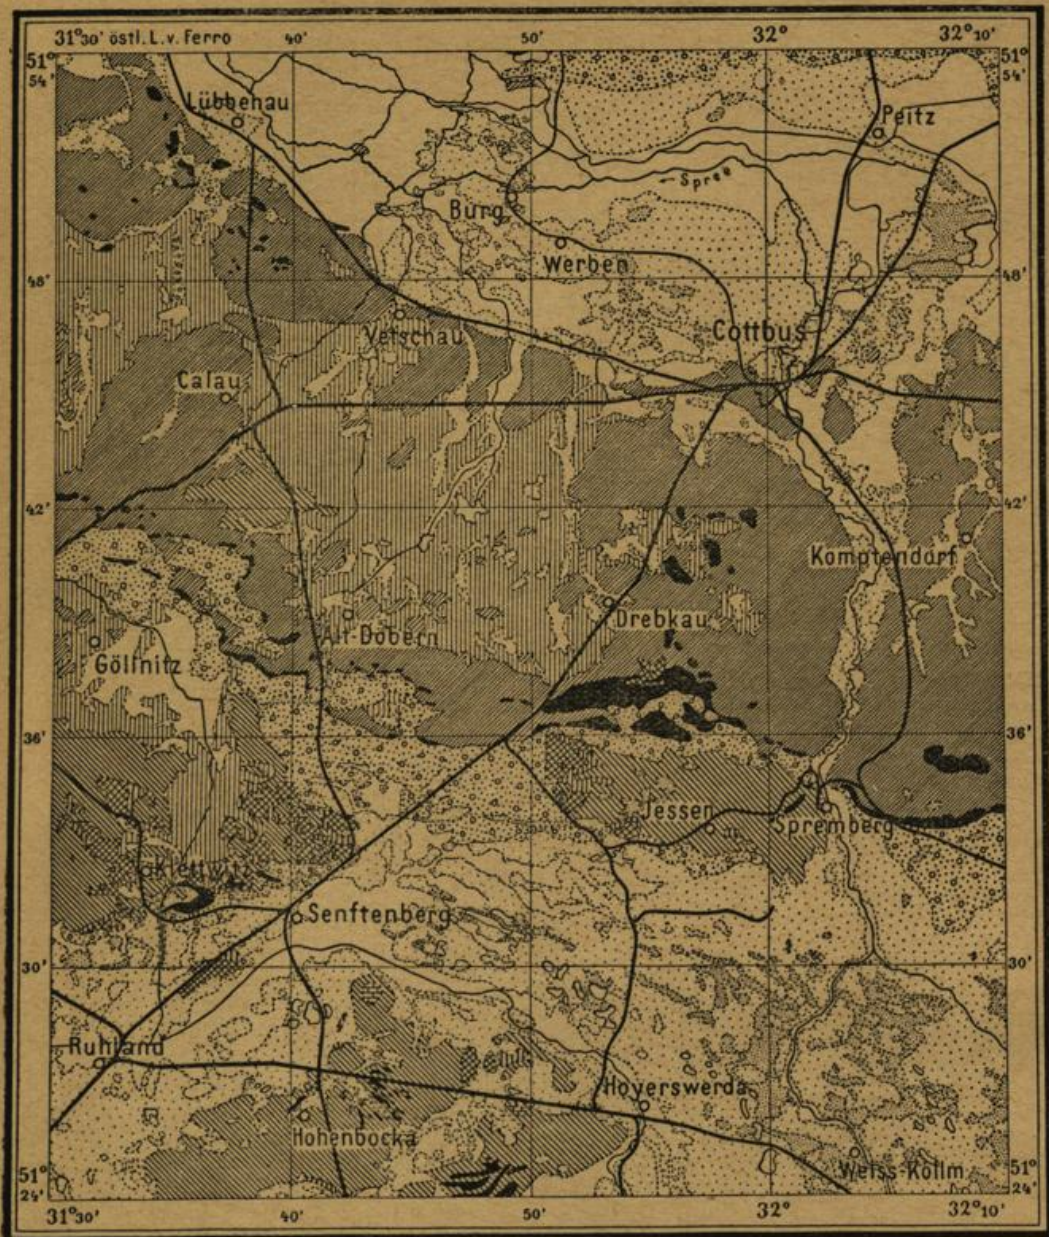 31°30' östl. L. v. Ferro 40' 50' 32° 32°10'
51° 54' 51° 54'
Lübbenau
Peitz
Spree
Burg
Werben
48' 48'
Vetschau
Cottbus
Calau
42' 42'
Komptendorf
Drebkau
Alt-Döbern
Göllnitz
36' 36'
Jessen
Spremberg
Klettwitz
Senftenberg
30' 30'
Ruhland
Hoyerswerda
Hohenbocka
Weiss-Kollm
51° 24' 51° 24'
31°30' 40' 50' 32° 32°10'